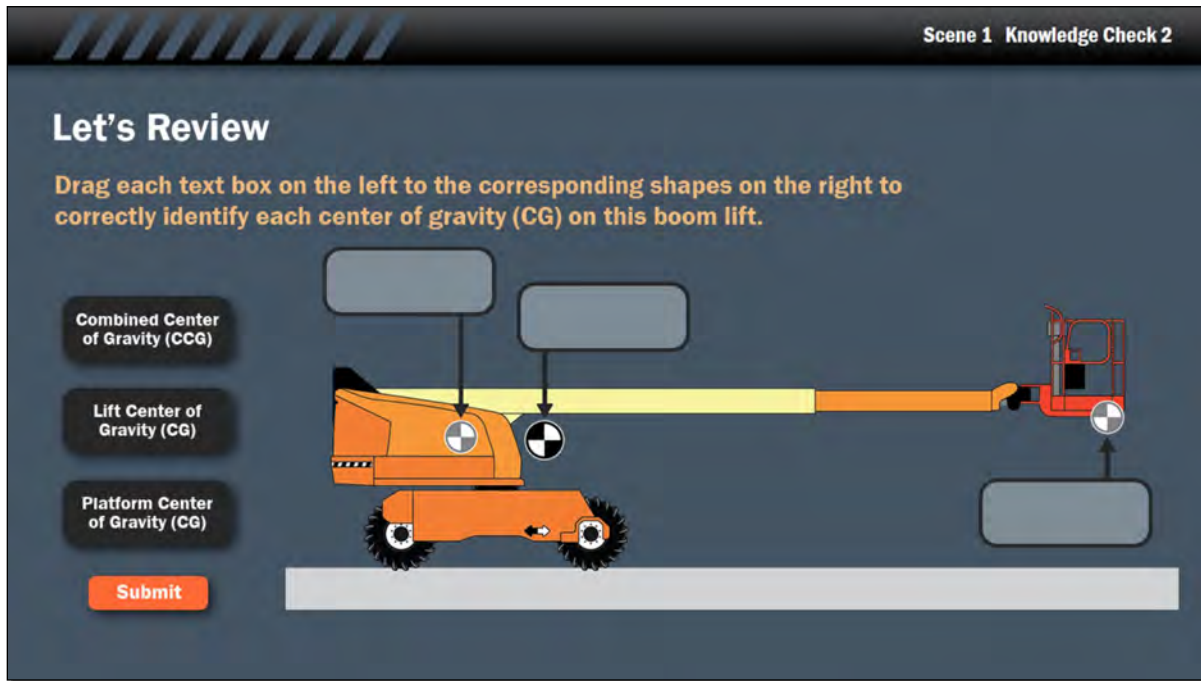 Scene 1 Knowledge Check 2
Let's Review
Drag each text box on the left to the corresponding shapes on the right to
correctly identify each center of gravity (CG) on this boom lift.
Combined Center
of Gravity (CCG)
Lift Center of
Gravity (CG)
Platform Center
of Gravity (CG)
Submit